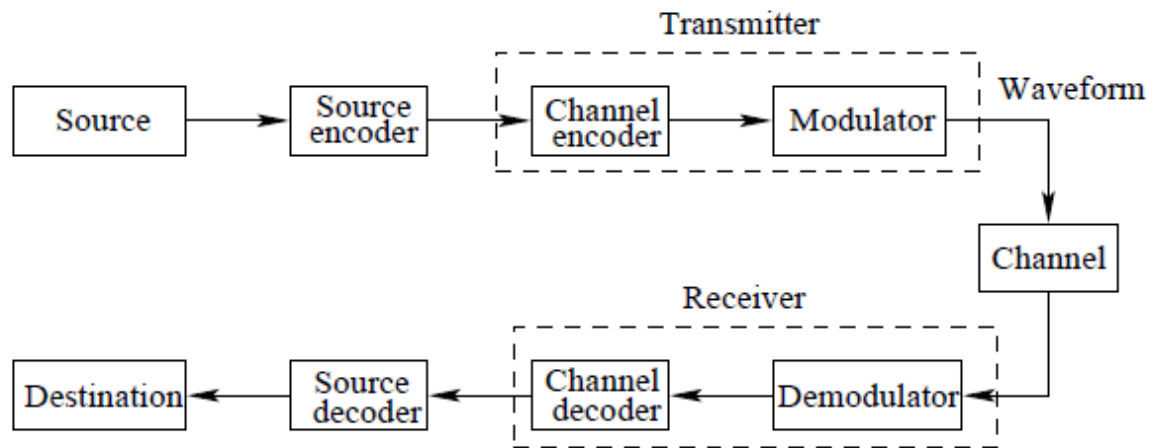 Transmitter
Waveform
Source
Source
encoder
Channel
encoder
Modulator
Channel
Receiver
Destination
Source
decoder
Channel
decoder
Demodulator